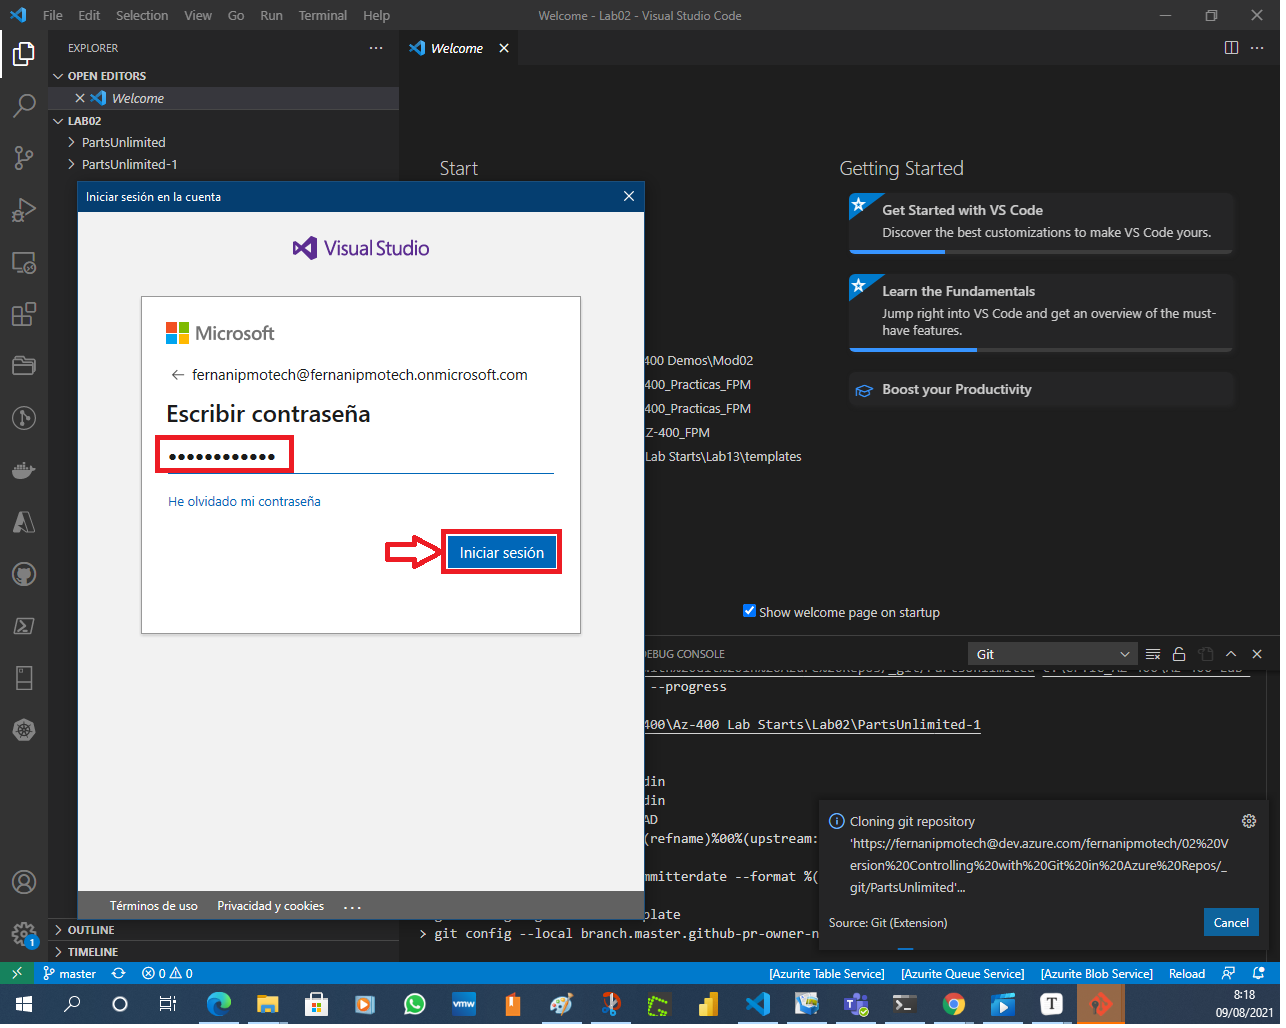 File Edit Selection View Go Run Terminal Help
Welcome - Lab02 - Visual Studio Code
EXPLORER
Welcome
OPEN EDITORS
Welcome
LAB02
PartsUnlimited
PartsUnlimited-1
Start
Getting Started
Get Started with VS Code
Discover the best customizations to make VS Code yours.
Learn the Fundamentals
Jump right into VS Code and get an overview of the must-
have features.
Boost your Productivity
400 Demos\Mod02
400_Practicas_FPM
400_Practicas_FPM
Z-400_FPM
Lab Starts\Lab13\templates
Show welcome page on startup
Iniciar sesión en la cuenta
Visual Studio
Microsoft
fernanipmotech@fernanipmotech.onmicrosoft.com
Escribir contraseña
He olvidado mi contraseña
Iniciar sesión
Términos de uso Privacidad y cookies ...
DEBUG CONSOLE
Git
--progress
400\Az-400 Lab Starts\Lab02\PartsUnlimited-1
din
din
AD
(refname)%00%(upstream:
mmitterdate --format %(
plate
> git config --local branch.master.github-pr-owner-n
Cloning git repository
'https://fernanipmotech@dev.azure.com/fernanipmotech/02%20V
ersion%20Controlling%20with%20Git%20in%20Azure%20Repos/_
git/PartsUnlimited'...
Source: Git (Extension)
Cancel
OUTLINE
TIMELINE
1
master 0 0 [Azurite Table Service] [Azurite Queue Service] [Azurite Blob Service] Reload
vmw
T
8:18
09/08/2021